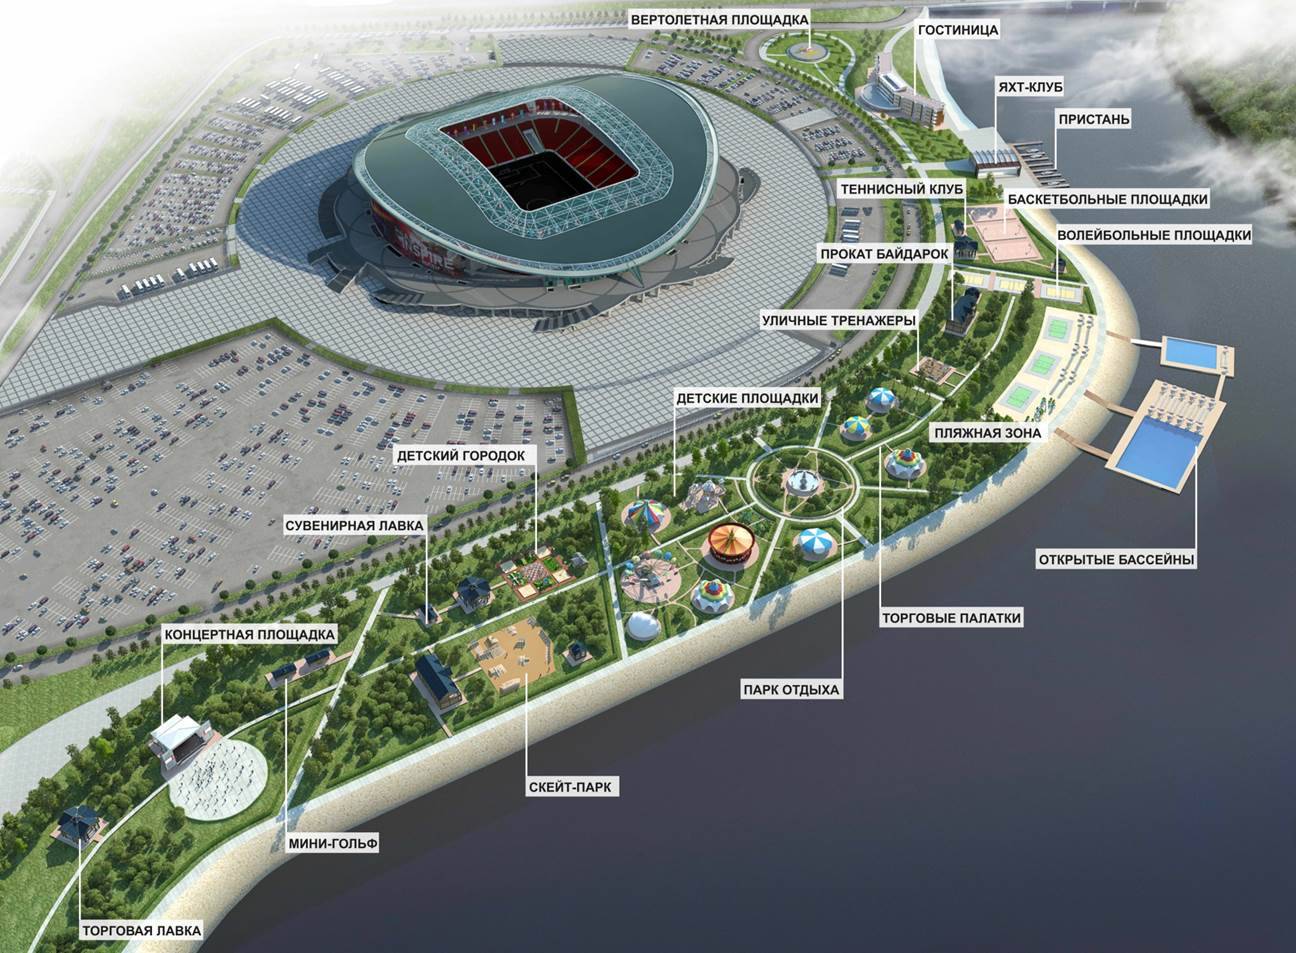 ВЕРТОЛЕТНАЯ ПЛОЩАДКА
ГОСТИНИЦА
ЯХТ-КЛУБ
ПРИСТАНЬ
ТЕННИСНЫЙ КЛУБ
БАСКЕТБОЛЬНЫЕ ПЛОЩАДКИ
ВОЛЕЙБОЛЬНЫЕ ПЛОЩАДКИ
ПРОКАТ БАЙДАРОК
INSPIRE
УЛИЧНЫЕ ТРЕНАЖЕРЫ
ДЕТСКИЕ ПЛОЩАДКИ
ПЛЯЖНАЯ ЗОНА
ДЕТСКИЙ ГОРОДОК
СУВЕНИРНАЯ ЛАВКА
ОТКРЫТЫЕ БАССЕЙНЫ
ТОРГОВЫЕ ПАЛАТКИ
КОНЦЕРТНАЯ ПЛОЩАДКА
ПАРК ОТДЫХА
СКЕЙТ-ПАРК
МИНИ-ГОЛЬФ
ТОРГОВАЯ ЛАВКА